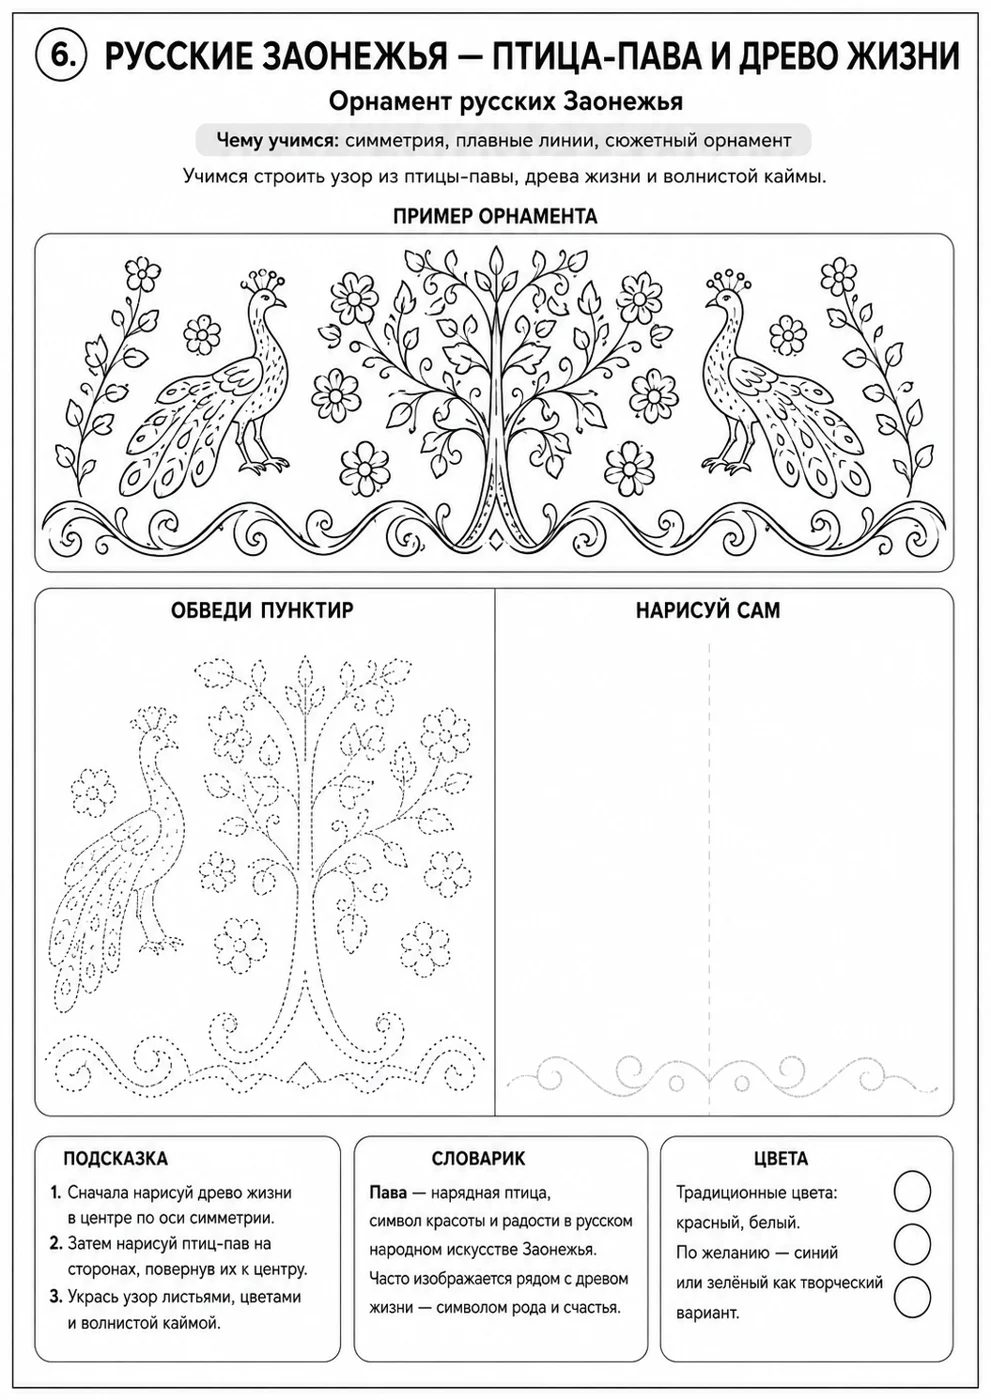 6. РУССКИЕ ЗАОНЕЖЬЯ — ПТИЦА-ПАВА И ДРЕВО ЖИЗНИ
Орнамент русских Заонежья
Чему учимся: симметрия, плавные линии, сюжетный орнамент
Учимся строить узор из птицы-павы, древа жизни и волнистой каймы.
ПРИМЕР ОРНАМЕНТА
ОБВЕДИ ПУНКТИР
НАРИСУЙ САМ
ПОДСКАЗКА
1. Сначала нарисуй древо жизни
в центре по оси симметрии.
2. Затем нарисуй птиц-пав на
сторонах, повернув их к центру.
3. Укрась узор листьями, цветами
и волнистой каймой.
СЛОВАРИК
Пава — нарядная птица,
символ красоты и радости в русском
народном искусстве Заонежья.
Часто изображается рядом с древом
жизни — символом рода и счастья.
ЦВЕТА
Традиционные цвета:
красный, белый.
По желанию — синий
или зелёный как творческий
вариант.